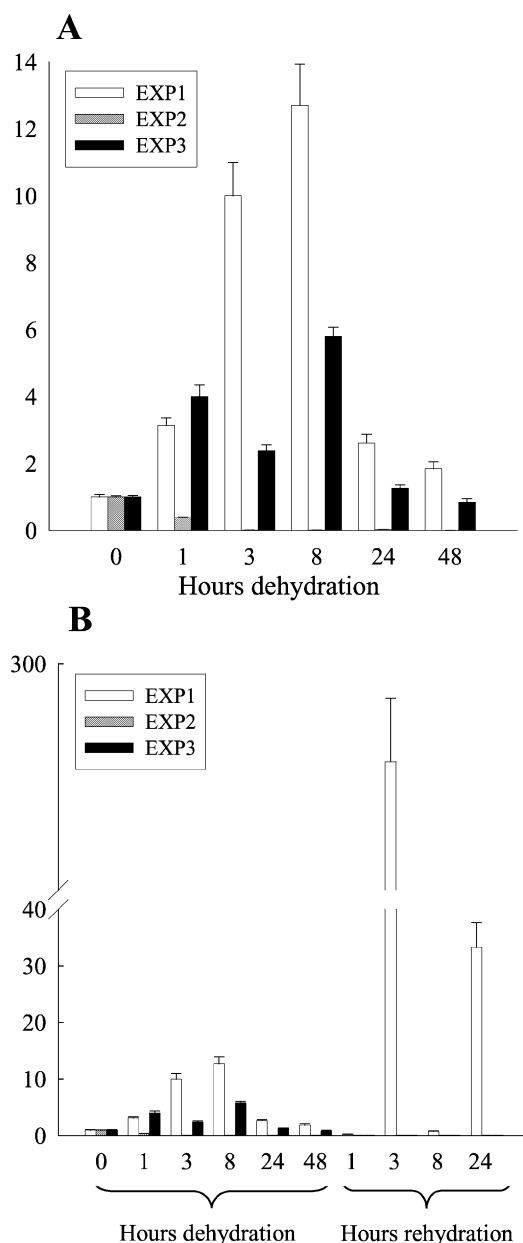 A
14
12
10
8
6
4
2
0
EXP1
EXP2
EXP3
0 1 3 8 24 48
Hours dehydration
B
300
40
30
20
10
0
EXP1
EXP2
EXP3
0 1 3 8 24 48 1 3 8 24
Hours dehydration Hours rehydration